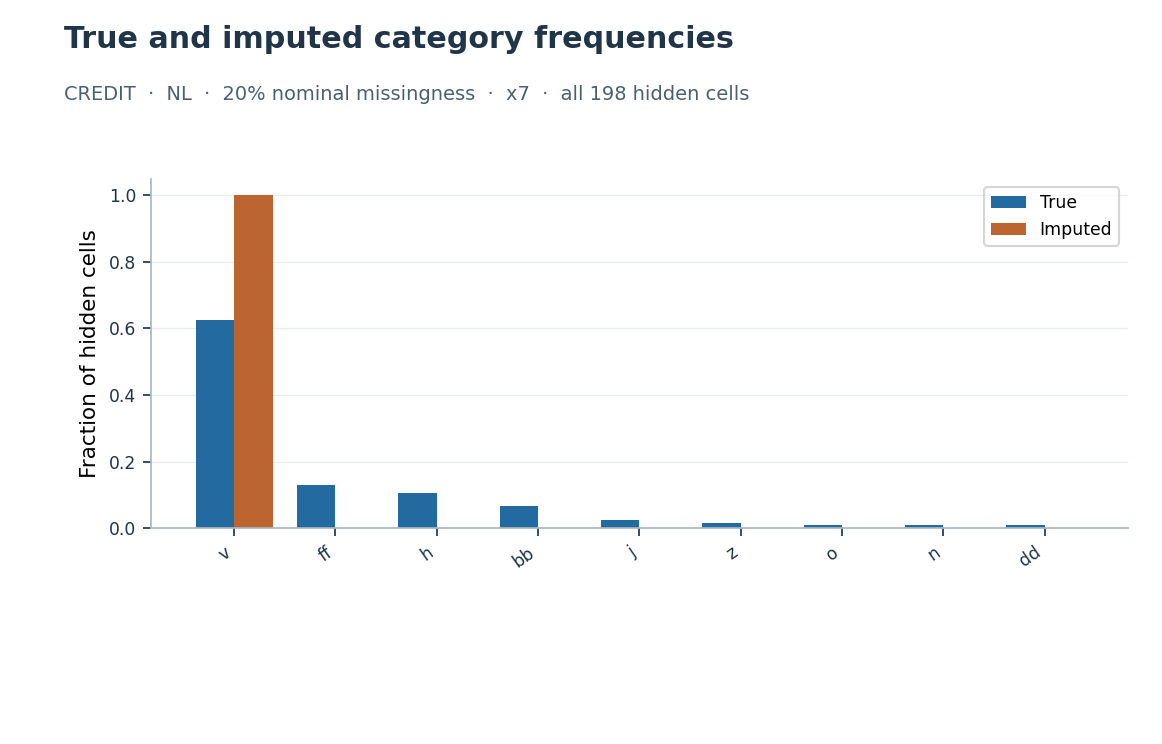 True and imputed category frequencies
CREDIT · NL · 20% nominal missingness · x7 · all 198 hidden cells
Fraction of hidden cells
1.0
0.8
0.6
0.4
0.2
0.0
True
Imputed
v
ff
h
bb
j
z
o
n
dd